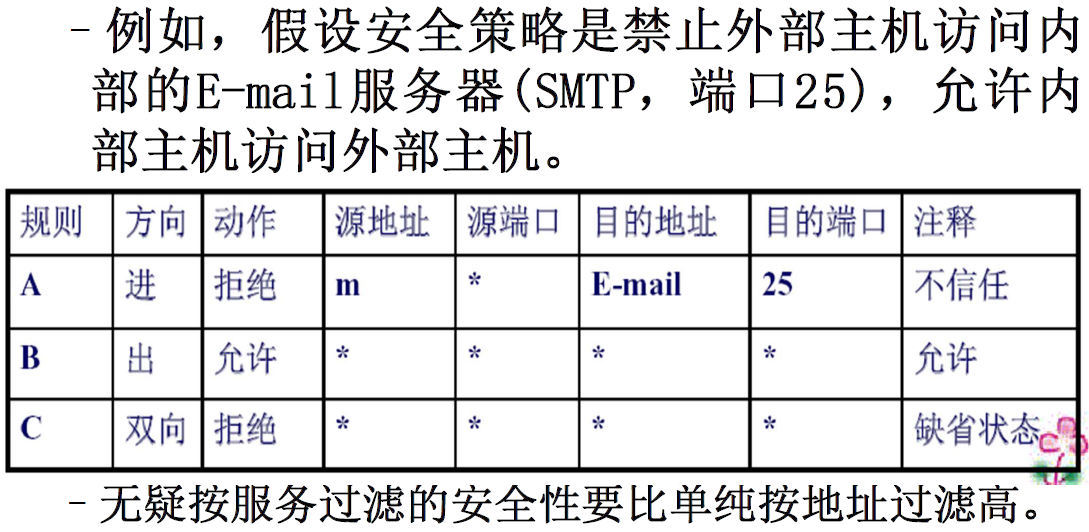 – 例如，假设安全策略是禁止外部主机访问内
部的E-mail服务器(SMTP，端口25)，允许内
部主机访问外部主机。
规则 方向 动作 源地址 源端口 目的地址 目的端口 注释
A 进 拒绝 m * E-mail 25 不信任
B 出 允许 * * * * 允许
C 双向 拒绝 * * * * 缺省状态
– 无疑按服务过滤的安全性要比单纯按地址过滤高。